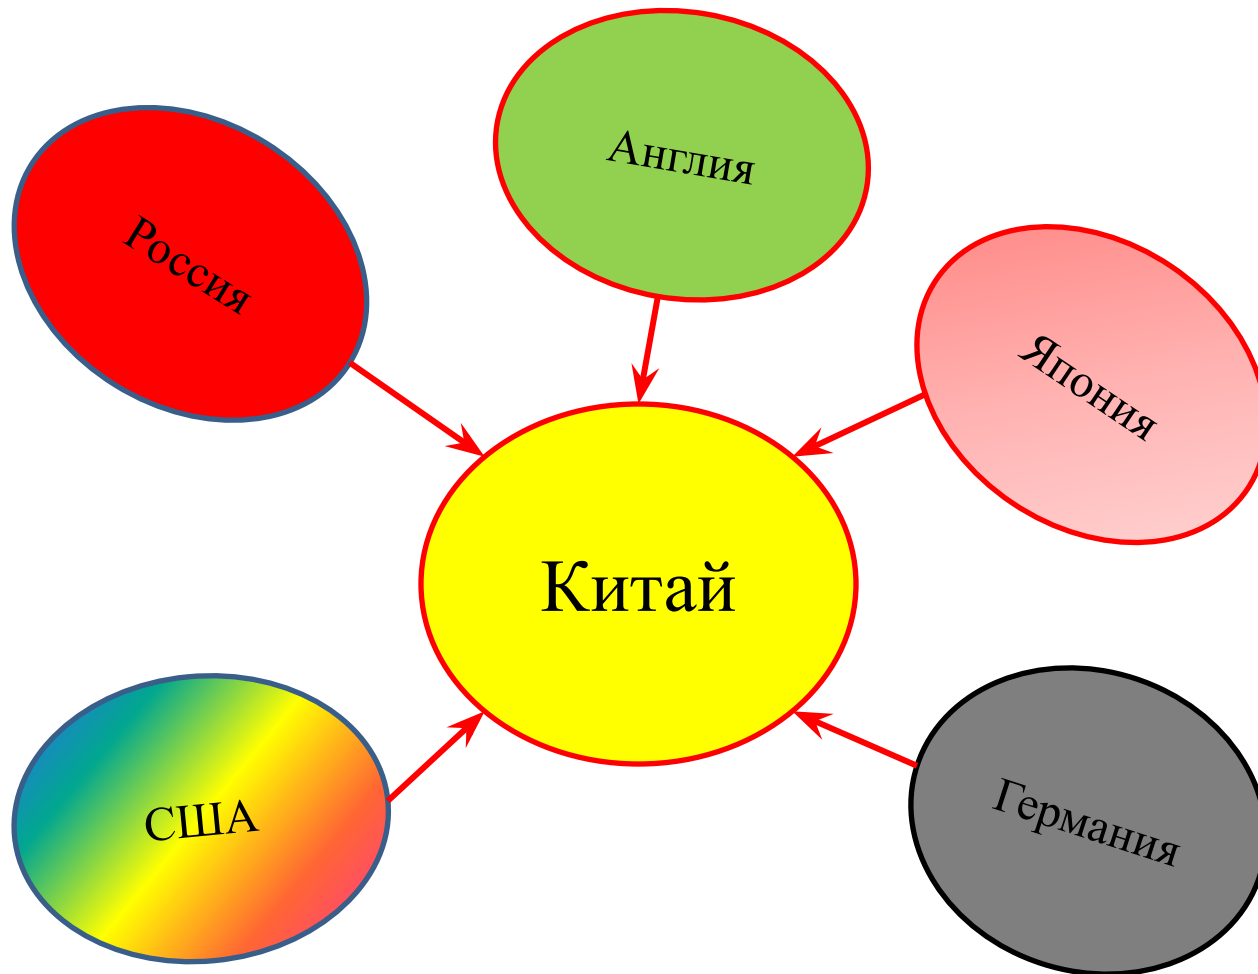 Англия
Россия
Япония
Китай
США
Германия